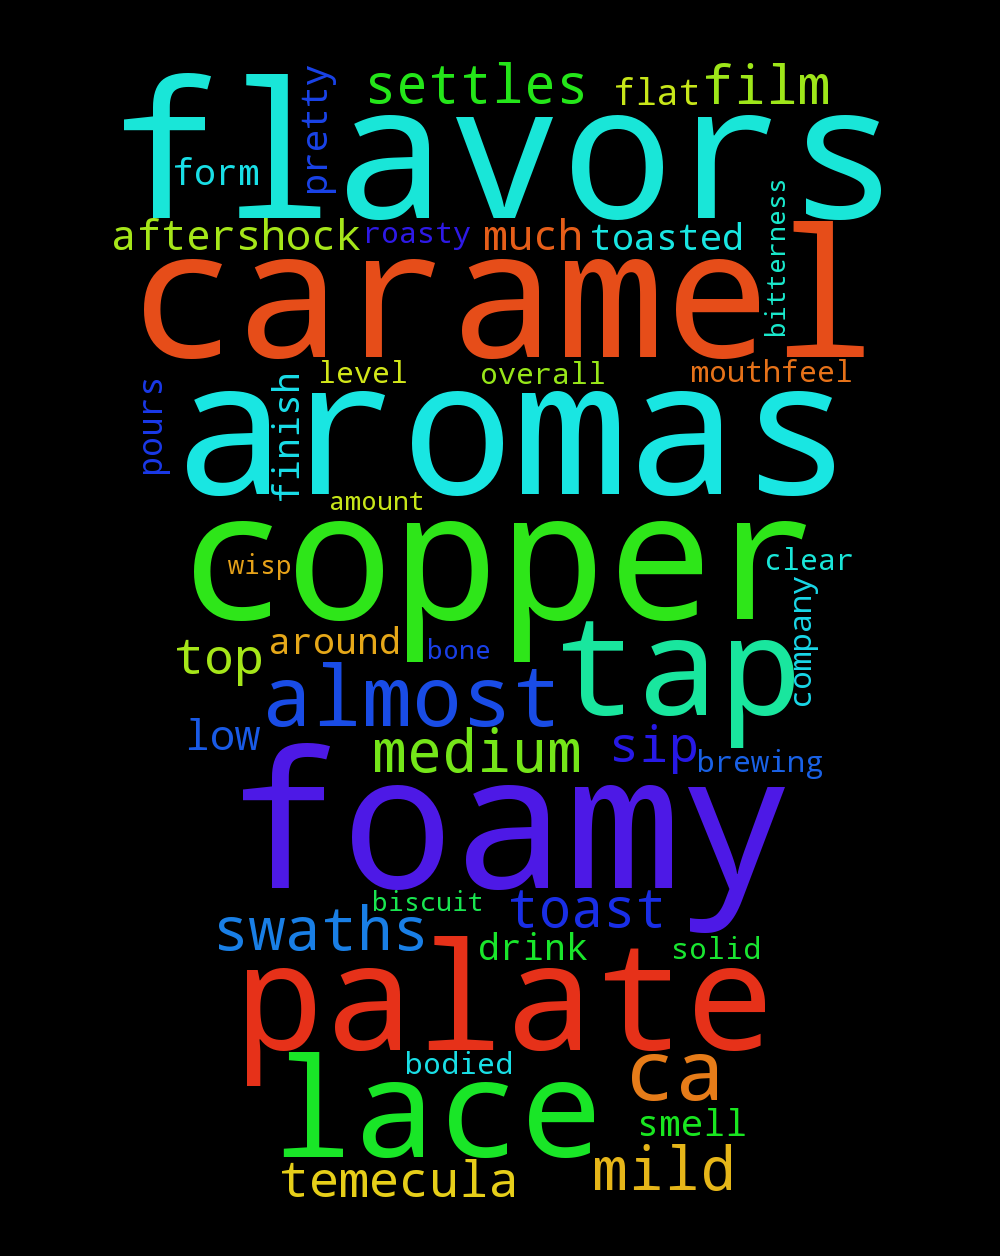 settles
flat
film
flavors
pretty
form
aftershock
roasty
much
toasted
bitterness
caramel
level
overall
mouthfeel
pours
finish
aromas
amount
copper
wisp
clear
company
top
around
bone
tap
almost
low
medium
sip
brewing
foamy
biscuit
toast
swaths
drink
solid
palate
bodied
ca
lace
smell
temecula
mild